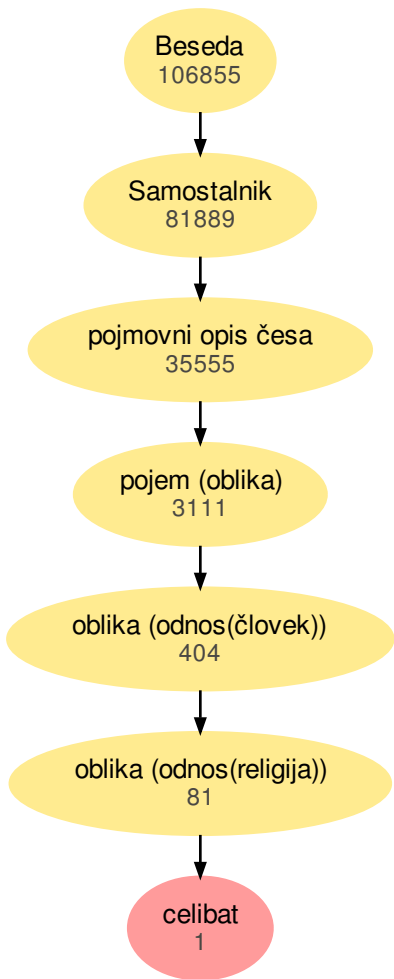 Beseda
106855
Samostalnik
81889
pojmovni opis česa
35555
pojem (oblika)
3111
oblika (odnos(človek))
404
oblika (odnos(religija))
81
celibat
1